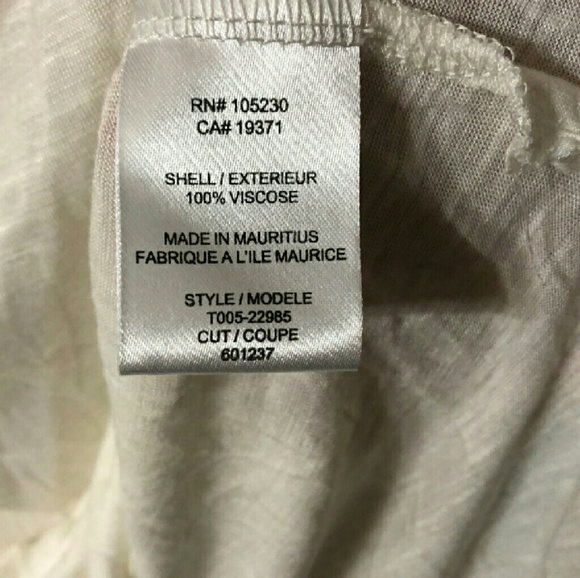 RN# 105230
CA# 19371
SHELL / EXTERIEUR
100% VISCOSE
MADE IN MAURITIUS
FABRIQUE A L'ILE MAURICE
STYLE / MODELE
T005-22985
CUT / COUPE
601237